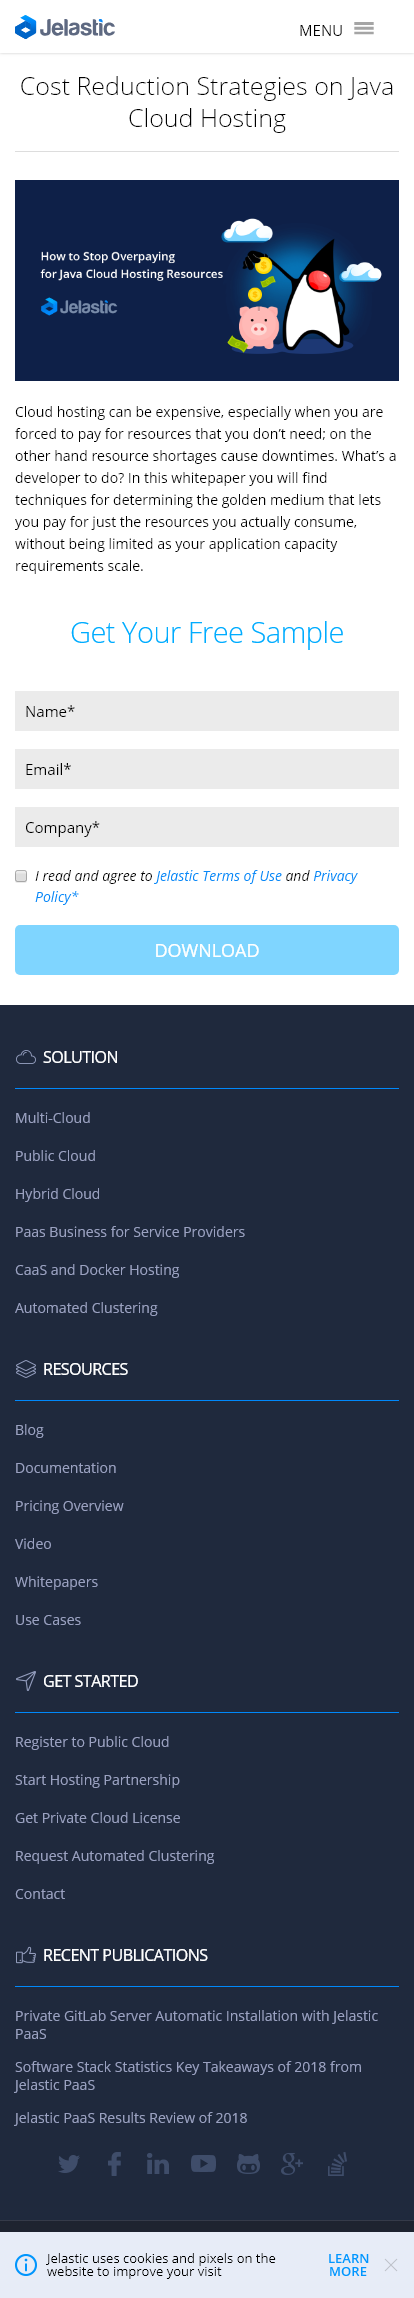 Jelastic
MENU
Cost Reduction Strategies on Java
Cloud Hosting
How to Stop Overpaying
for Java Cloud Hosting Resources
Jelastic
Cloud hosting can be expensive, especially when you are
forced to pay for resources that you don’t need; on the
other hand resource shortages cause downtimes. What’s a
developer to do? In this whitepaper you will find
techniques for determining the golden medium that lets
you pay for just the resources you actually consume,
without being limited as your application capacity
requirements scale.
Get Your Free Sample
Name*
Email*
Company*
I read and agree to Jelastic Terms of Use and Privacy
Policy*
DOWNLOAD
SOLUTION
Multi-Cloud
Public Cloud
Hybrid Cloud
Paas Business for Service Providers
CaaS and Docker Hosting
Automated Clustering
RESOURCES
Blog
Documentation
Pricing Overview
Video
Whitepapers
Use Cases
GET STARTED
Register to Public Cloud
Start Hosting Partnership
Get Private Cloud License
Request Automated Clustering
Contact
RECENT PUBLICATIONS
Private GitLab Server Automatic Installation with Jelastic
PaaS
Software Stack Statistics Key Takeaways of 2018 from
Jelastic PaaS
Jelastic PaaS Results Review of 2018
Jelastic uses cookies and pixels on the
website to improve your visit
LEARN
MORE